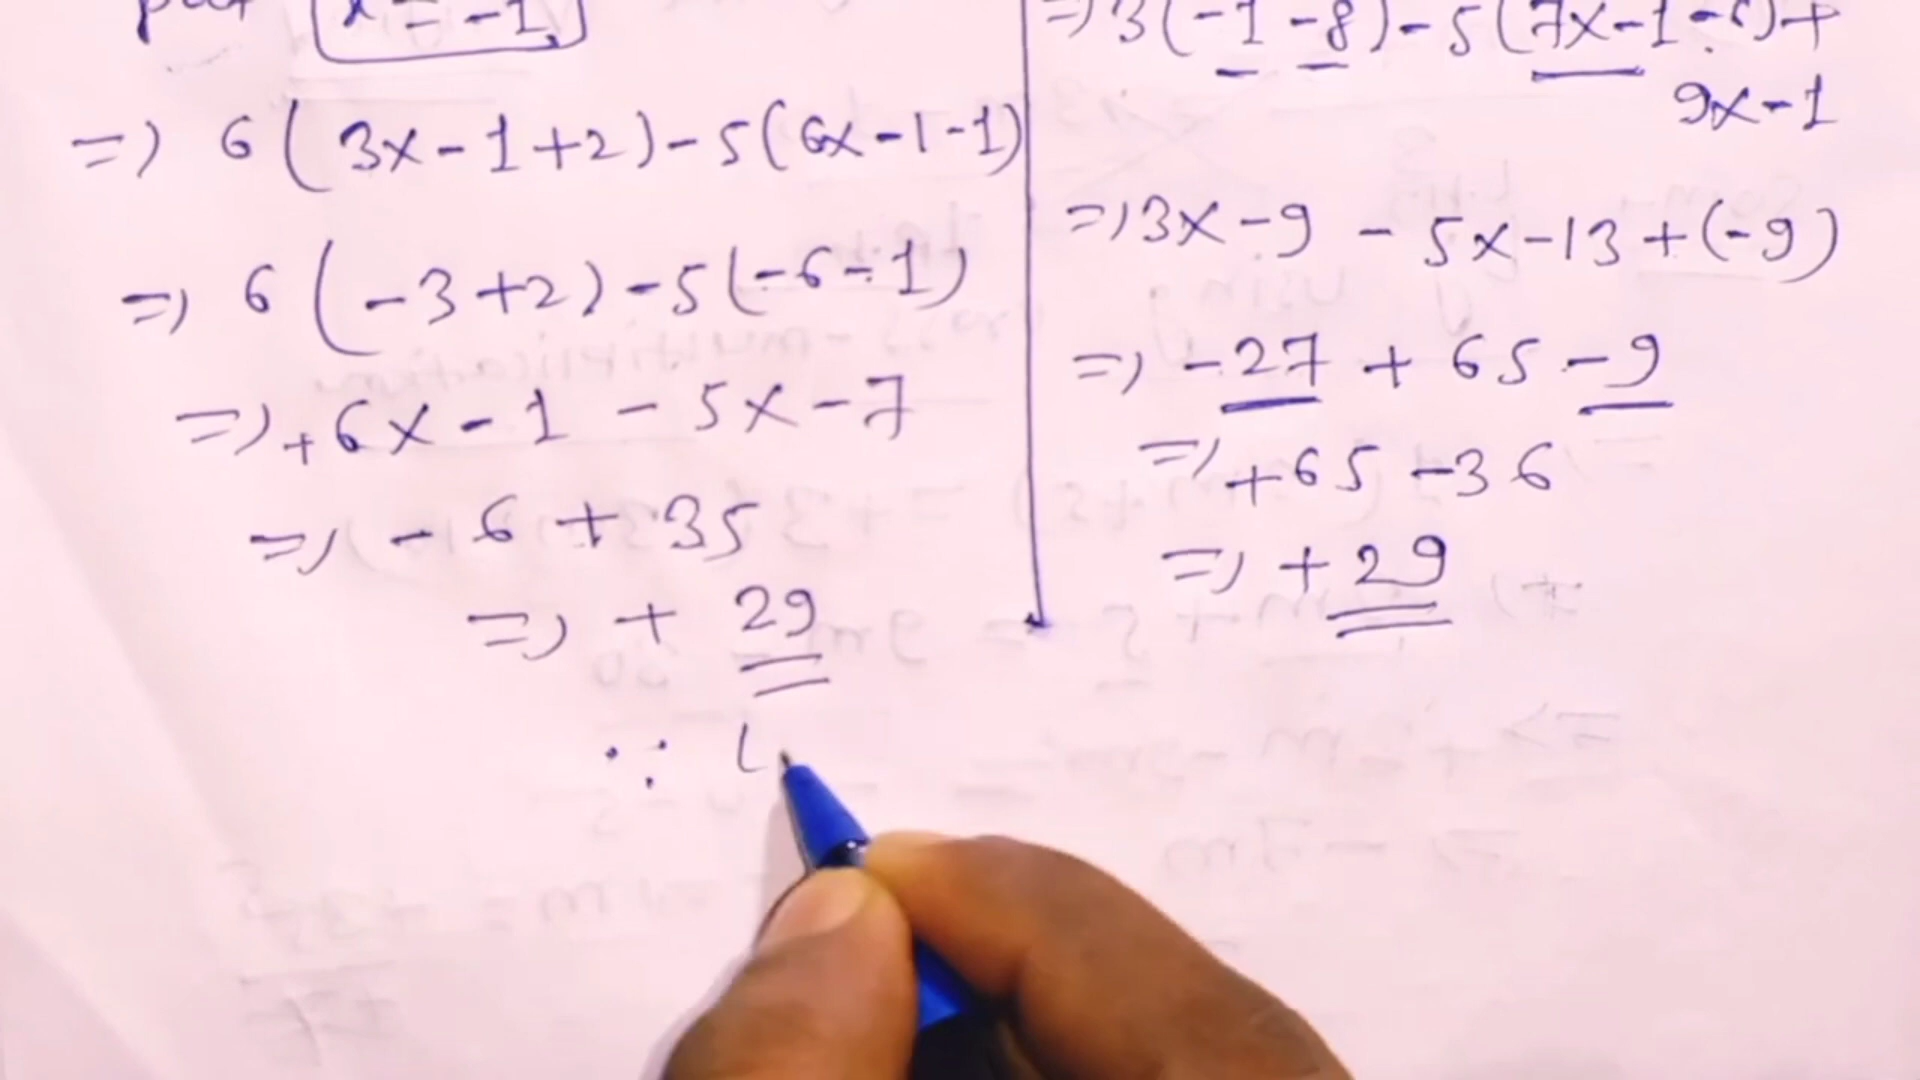 put x = -1,
=) 6(3x-1+2)-5(6x-1-1)
=) 6(-3+2)-5(-6-1)
=) +6x-1 - 5x-7
=) -6 + 35
=) + 29
∵ L
=) 3(-1-8)-5(7x-1-6)+
9x-1
=) 3x-9 - 5x-13+(-9)
=) -27 + 65 -9
=) +65 -36
=) + 29